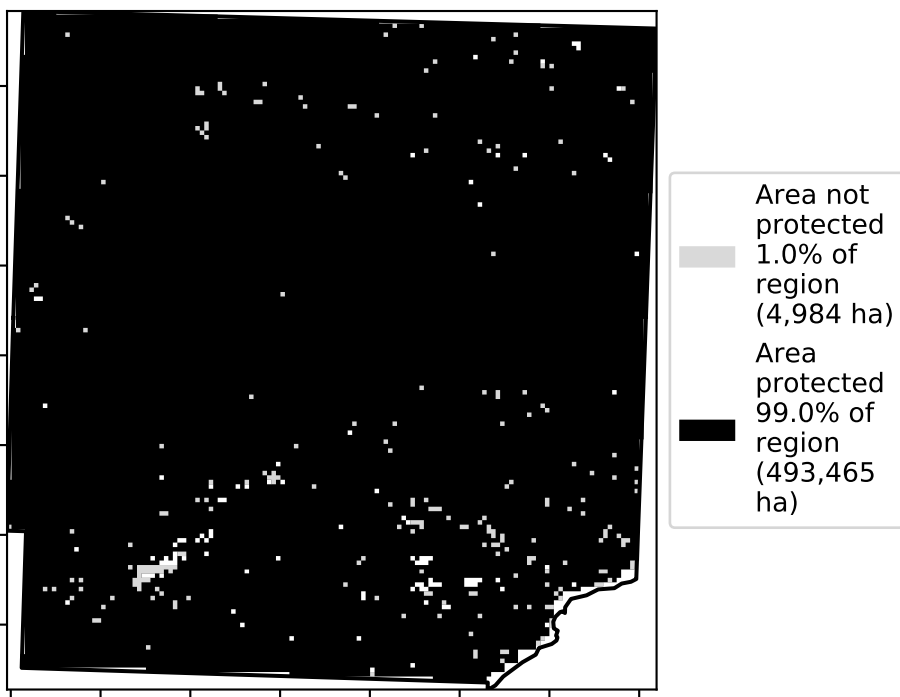 Area not
protected
1.0% of
region
(4,984 ha)
Area
protected
99.0% of
region
(493,465
ha)